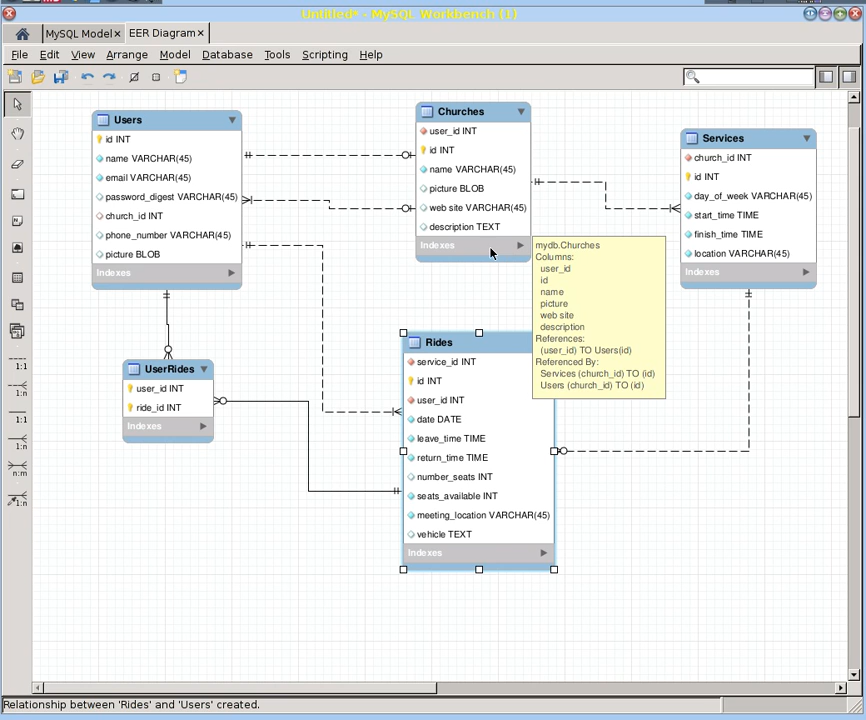 Untitled* - MySQL Workbench (1)
MySQL Model×
EER Diagram×
File Edit View Arrange Model Database Tools Scripting Help
Users
id INT
name VARCHAR(45)
email VARCHAR(45)
password_digest VARCHAR(45)
church_id INT
phone_number VARCHAR(45)
picture BLOB
Indexes
Churches
user_id INT
id INT
name VARCHAR(45)
picture BLOB
web site VARCHAR(45)
description TEXT
Indexes
Services
church_id INT
id INT
day_of_week VARCHAR(45)
start_time TIME
finish_time TIME
location VARCHAR(45)
Indexes
mydb.Churches
Columns:
user_id
id
name
picture
web site
description
References:
(user_id) TO Users(id)
Referenced By:
Services (church_id) TO (id)
Users (church_id) TO (id)
UserRides
user_id INT
ride_id INT
Indexes
Rides
service_id INT
id INT
user_id INT
date DATE
leave_time TIME
return_time TIME
number_seats INT
seats_available INT
meeting_location VARCHAR(45)
vehicle TEXT
Indexes
1:1
1:n
1:1
1:n
n:m
1:n
Relationship between 'Rides' and 'Users' created.